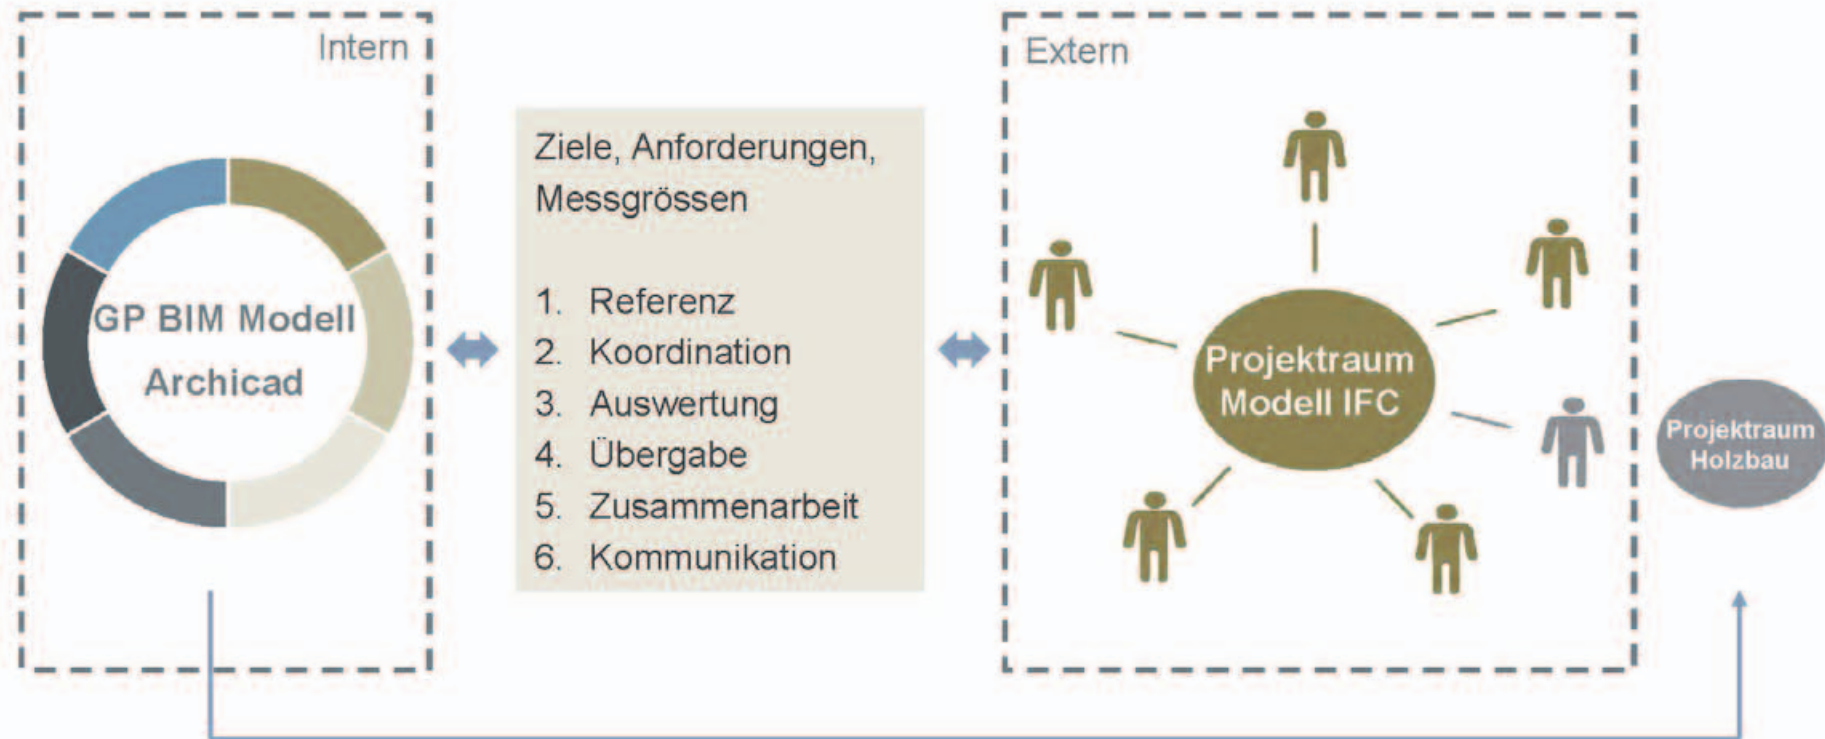 Intern
GP BIM Modell
Archicad
Ziele, Anforderungen,
Messgrössen
1. Referenz
2. Koordination
3. Auswertung
4. Übergabe
5. Zusammenarbeit
6. Kommunikation
Extern
Projektraum
Modell IFC
Projektraum
Holzbau